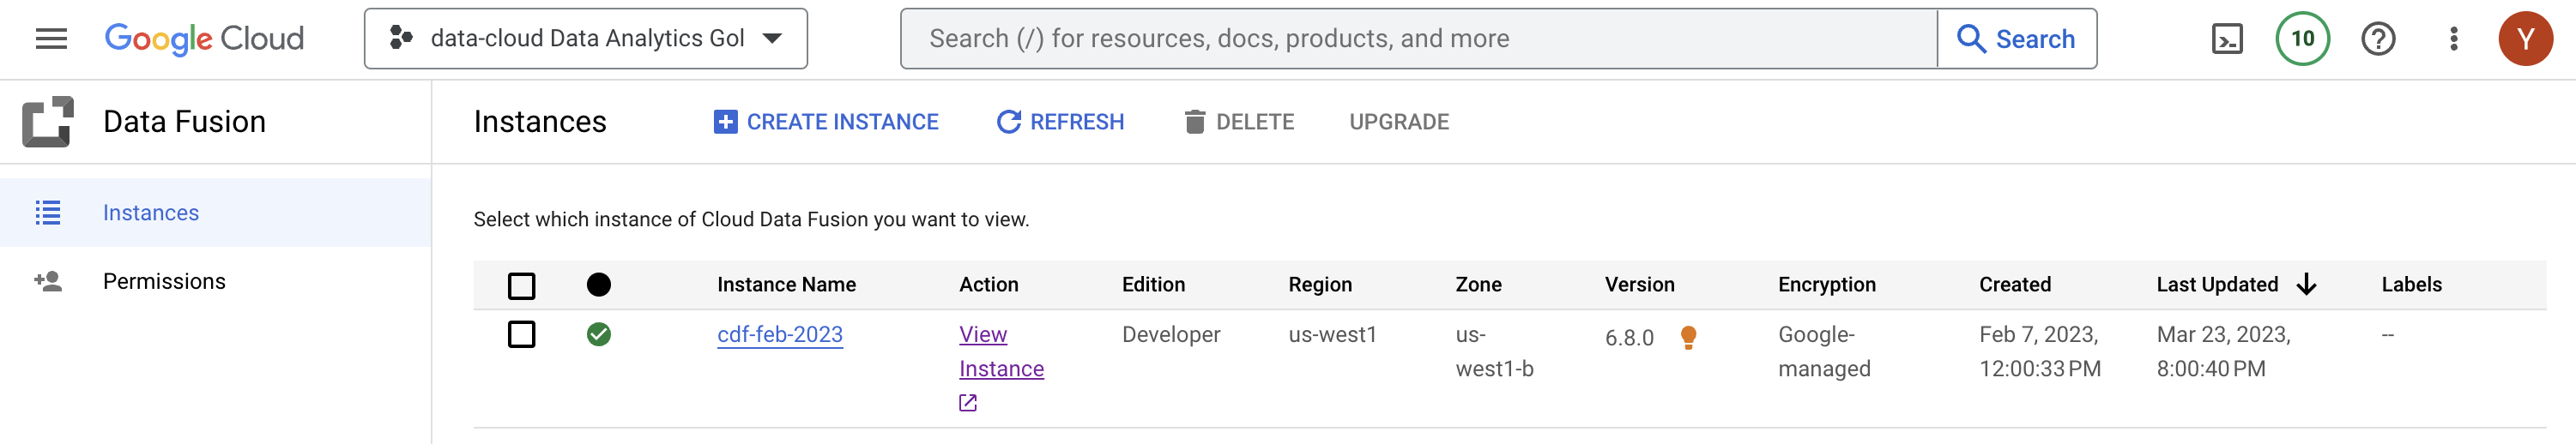 Google Cloud
data-cloud Data Analytics Gol
Search (/) for resources, docs, products, and more
Search
10
Y
Data Fusion
Instances
CREATE INSTANCE
REFRESH
DELETE
UPGRADE
Instances
Permissions
Select which instance of Cloud Data Fusion you want to view.
Instance Name Action Edition Region Zone Version Encryption Created Last Updated Labels
cdf-feb-2023 View Developer us-west1 us- 6.8.0 Google- Feb 7, 2023, Mar 23, 2023, --
Instance west1-b managed 12:00:33 PM 8:00:40 PM